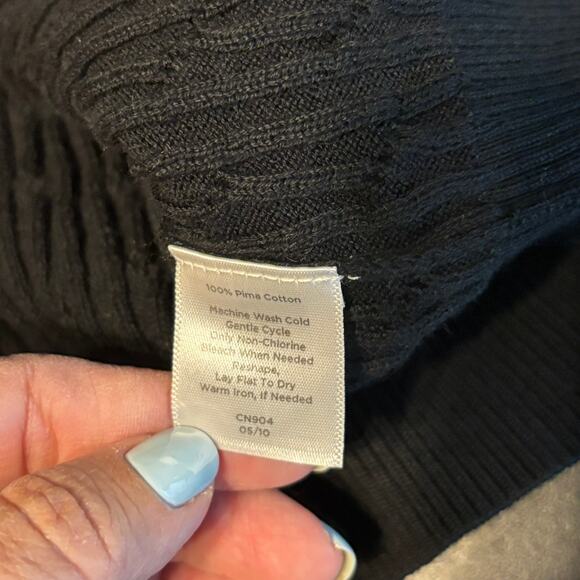 100% Pima Cotton
Machine Wash Cold
Gentle Cycle
Only Non-Chlorine
Bleach When Needed
Reshape,
Lay Flat To Dry
Warm Iron, if Needed
CN904
05/10